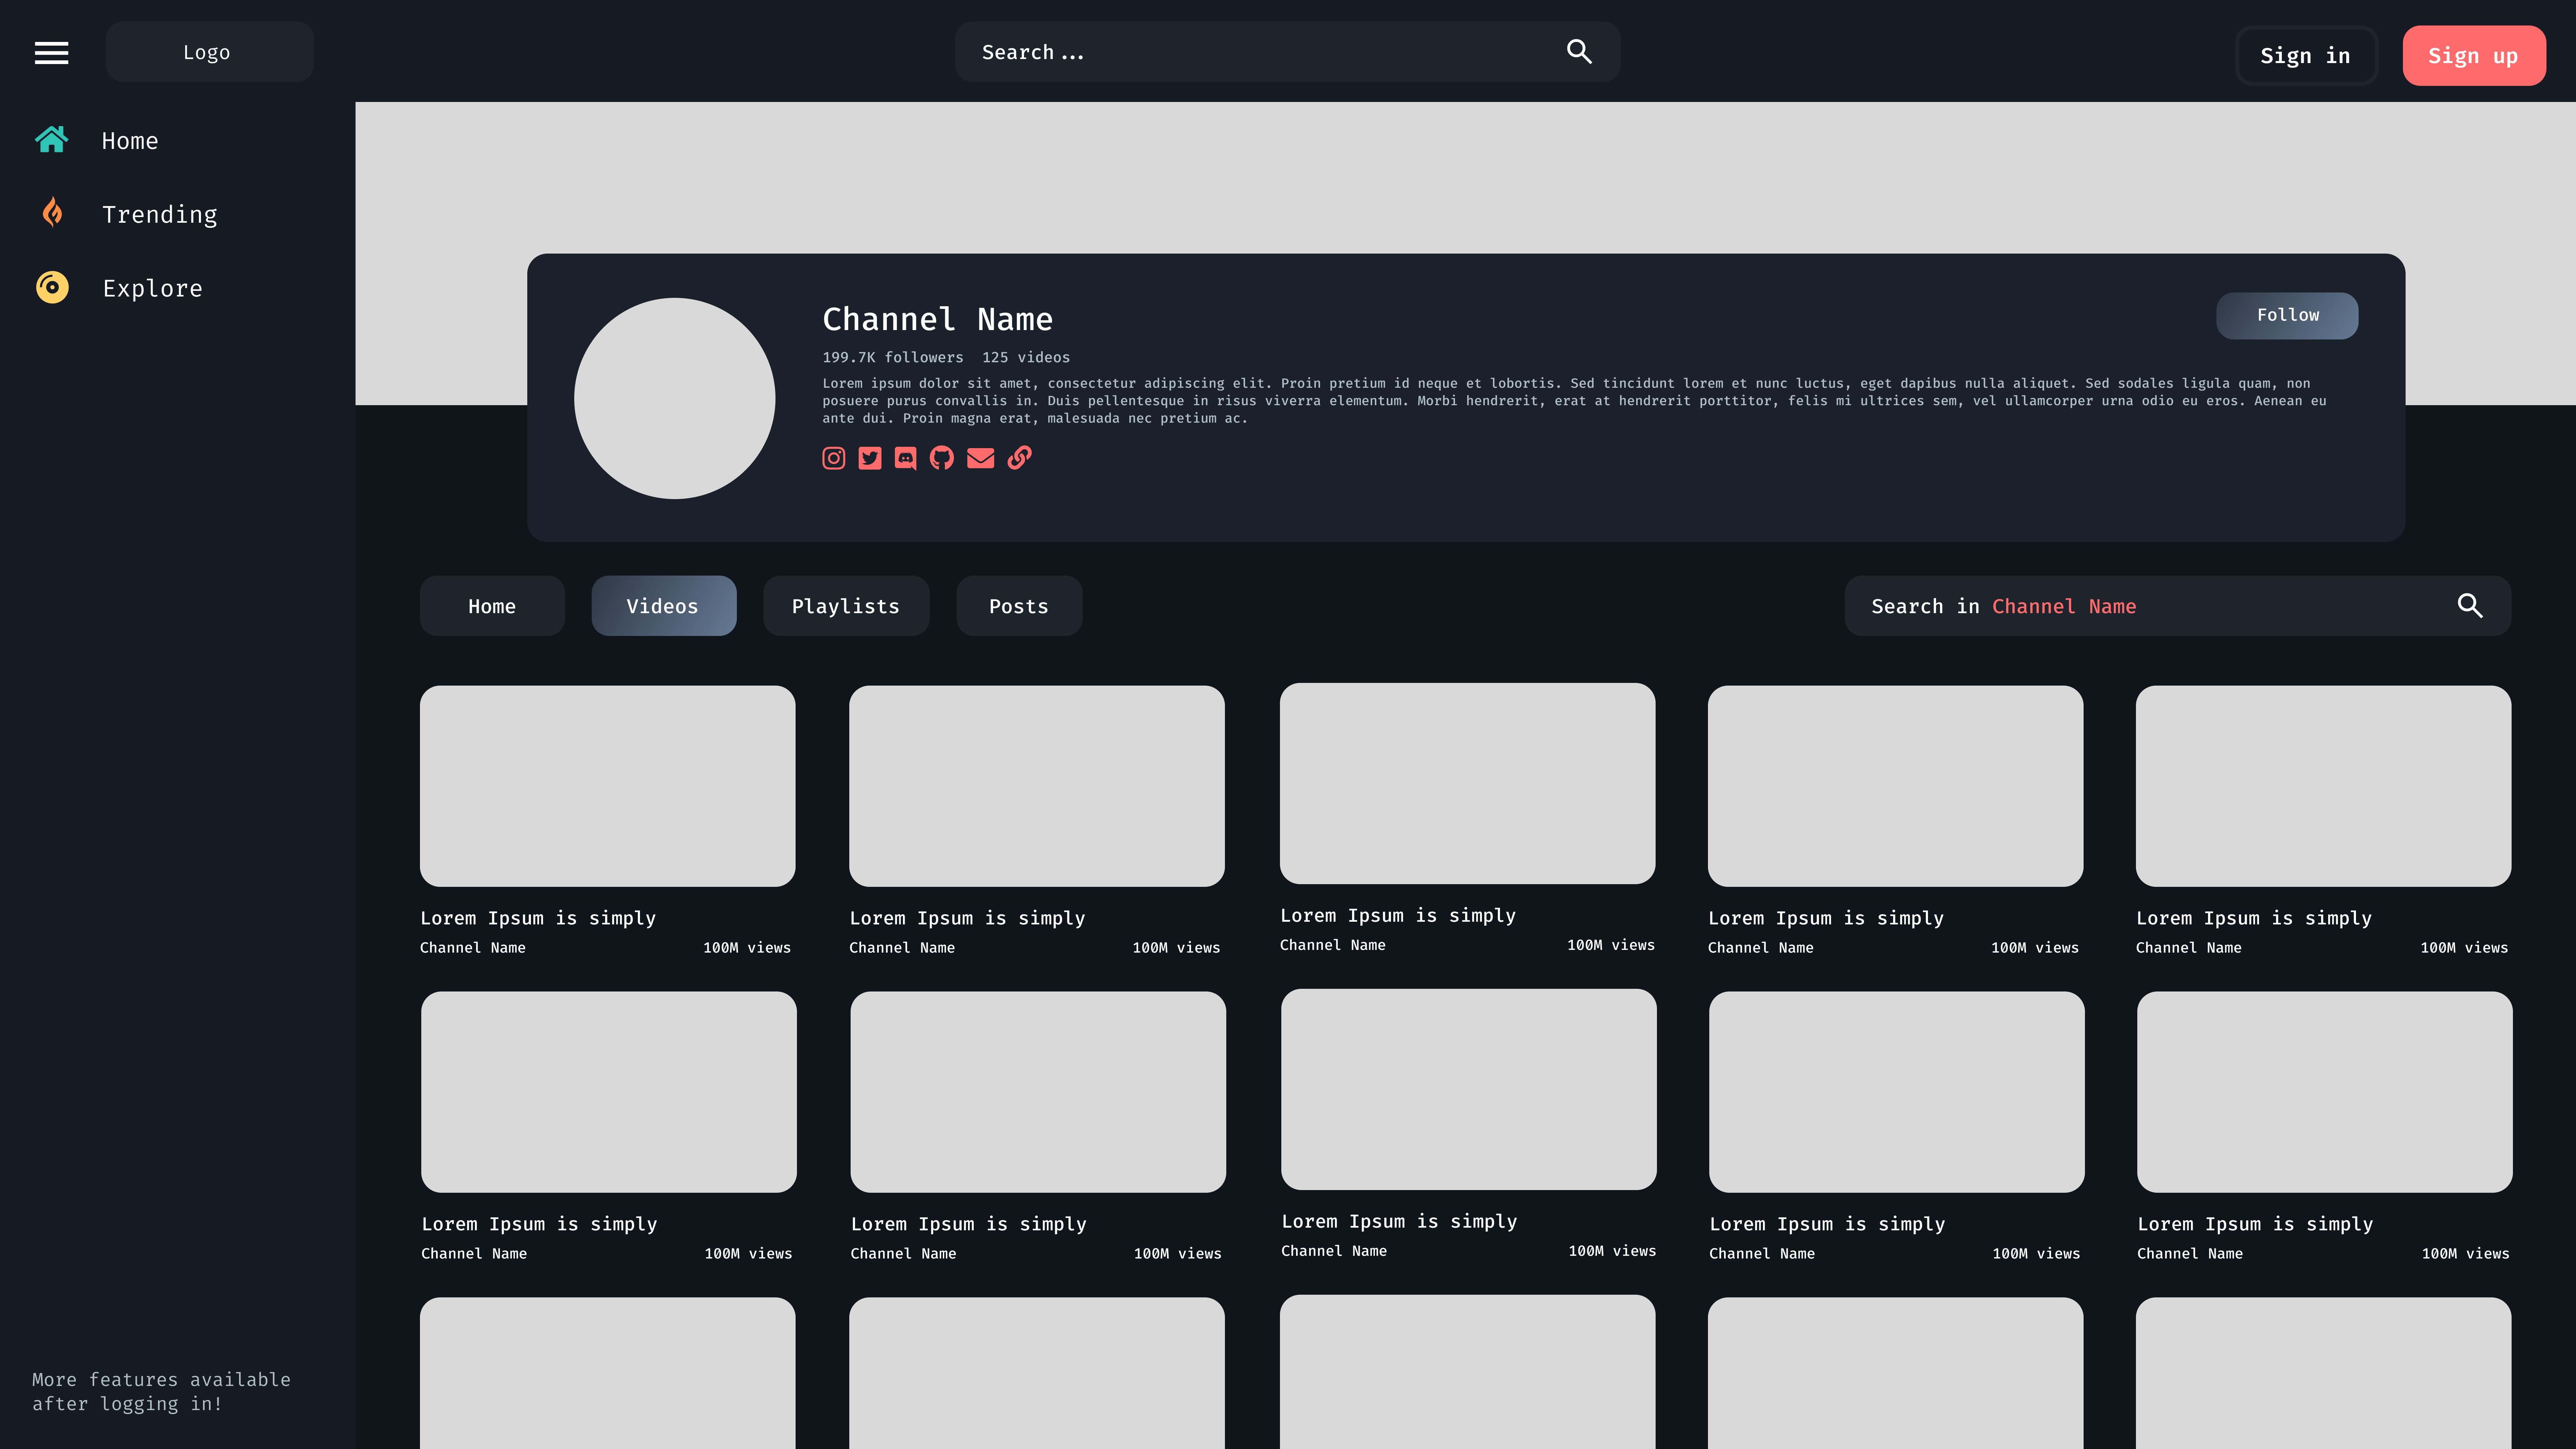 Logo
Search...
Sign in
Sign up
Home
Trending
Explore
Channel Name
Follow
199.7K followers 125 videos
Lorem ipsum dolor sit amet, consectetur adipiscing elit. Proin pretium id neque et lobortis. Sed tincidunt lorem et nunc luctus, eget dapibus nulla aliquet. Sed sodales ligula quam, non
posuere purus convallis in. Duis pellentesque in risus viverra elementum. Morbi hendrerit, erat at hendrerit porttitor, felis mi ultrices sem, vel ullamcorper urna odio eu eros. Aenean eu
ante dui. Proin magna erat, malesuada nec pretium ac.
Home
Videos
Playlists
Posts
Search in Channel Name
Lorem Ipsum is simply
Channel Name 100M views
Lorem Ipsum is simply
Channel Name 100M views
Lorem Ipsum is simply
Channel Name 100M views
Lorem Ipsum is simply
Channel Name 100M views
Lorem Ipsum is simply
Channel Name 100M views
Lorem Ipsum is simply
Channel Name 100M views
Lorem Ipsum is simply
Channel Name 100M views
Lorem Ipsum is simply
Channel Name 100M views
Lorem Ipsum is simply
Channel Name 100M views
Lorem Ipsum is simply
Channel Name 100M views
More features available
after logging in!